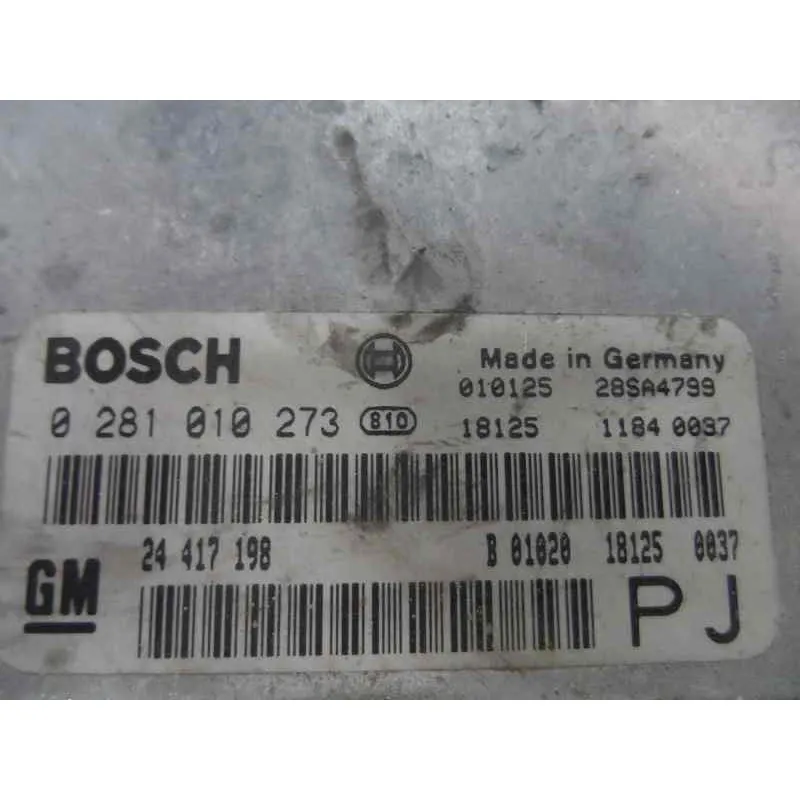 BOSCH
Made in Germany
010125 28SA4799
0 281 010 273 810 18125 1184 0037
24 417 198 B 01020 18125 0037
GM
PJ